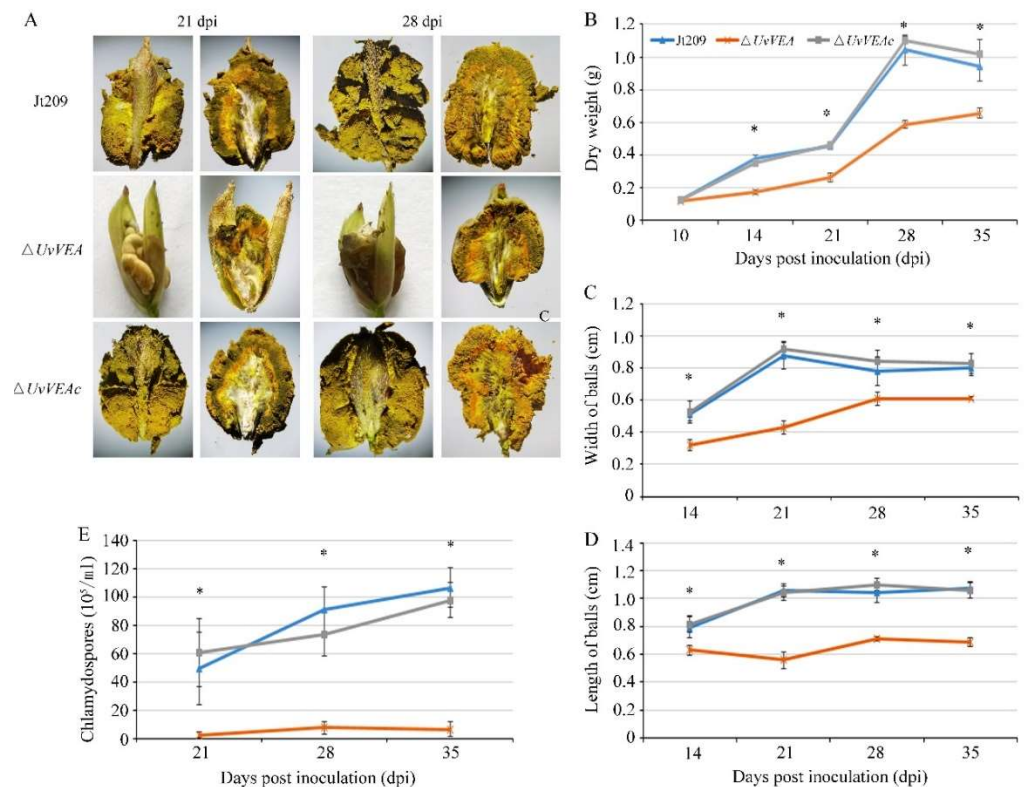 A
21 dpi
28 dpi
Jt209
△UvVEA
△UvVEAc
B
Jt209
△UvVEA
△UvVEAc
Dry weight (g)
1.2
1.0
0.8
0.6
0.4
0.2
0
*
*
*
*
10
14
21
28
35
Days post inoculation (dpi)
C
Width of balls (cm)
1.2
1.0
0.8
0.6
0.4
0.2
0
*
*
*
*
14
21
28
35
Days post inoculation (dpi)
D
Length of balls (cm)
1.4
1.2
1.0
0.8
0.6
0.4
0.2
0
*
*
*
*
14
21
28
35
Days post inoculation (dpi)
E
Chlamydospores (10⁵/ml)
140
120
100
80
60
40
20
0
*
*
*
21
28
35
Days post inoculation (dpi)
C